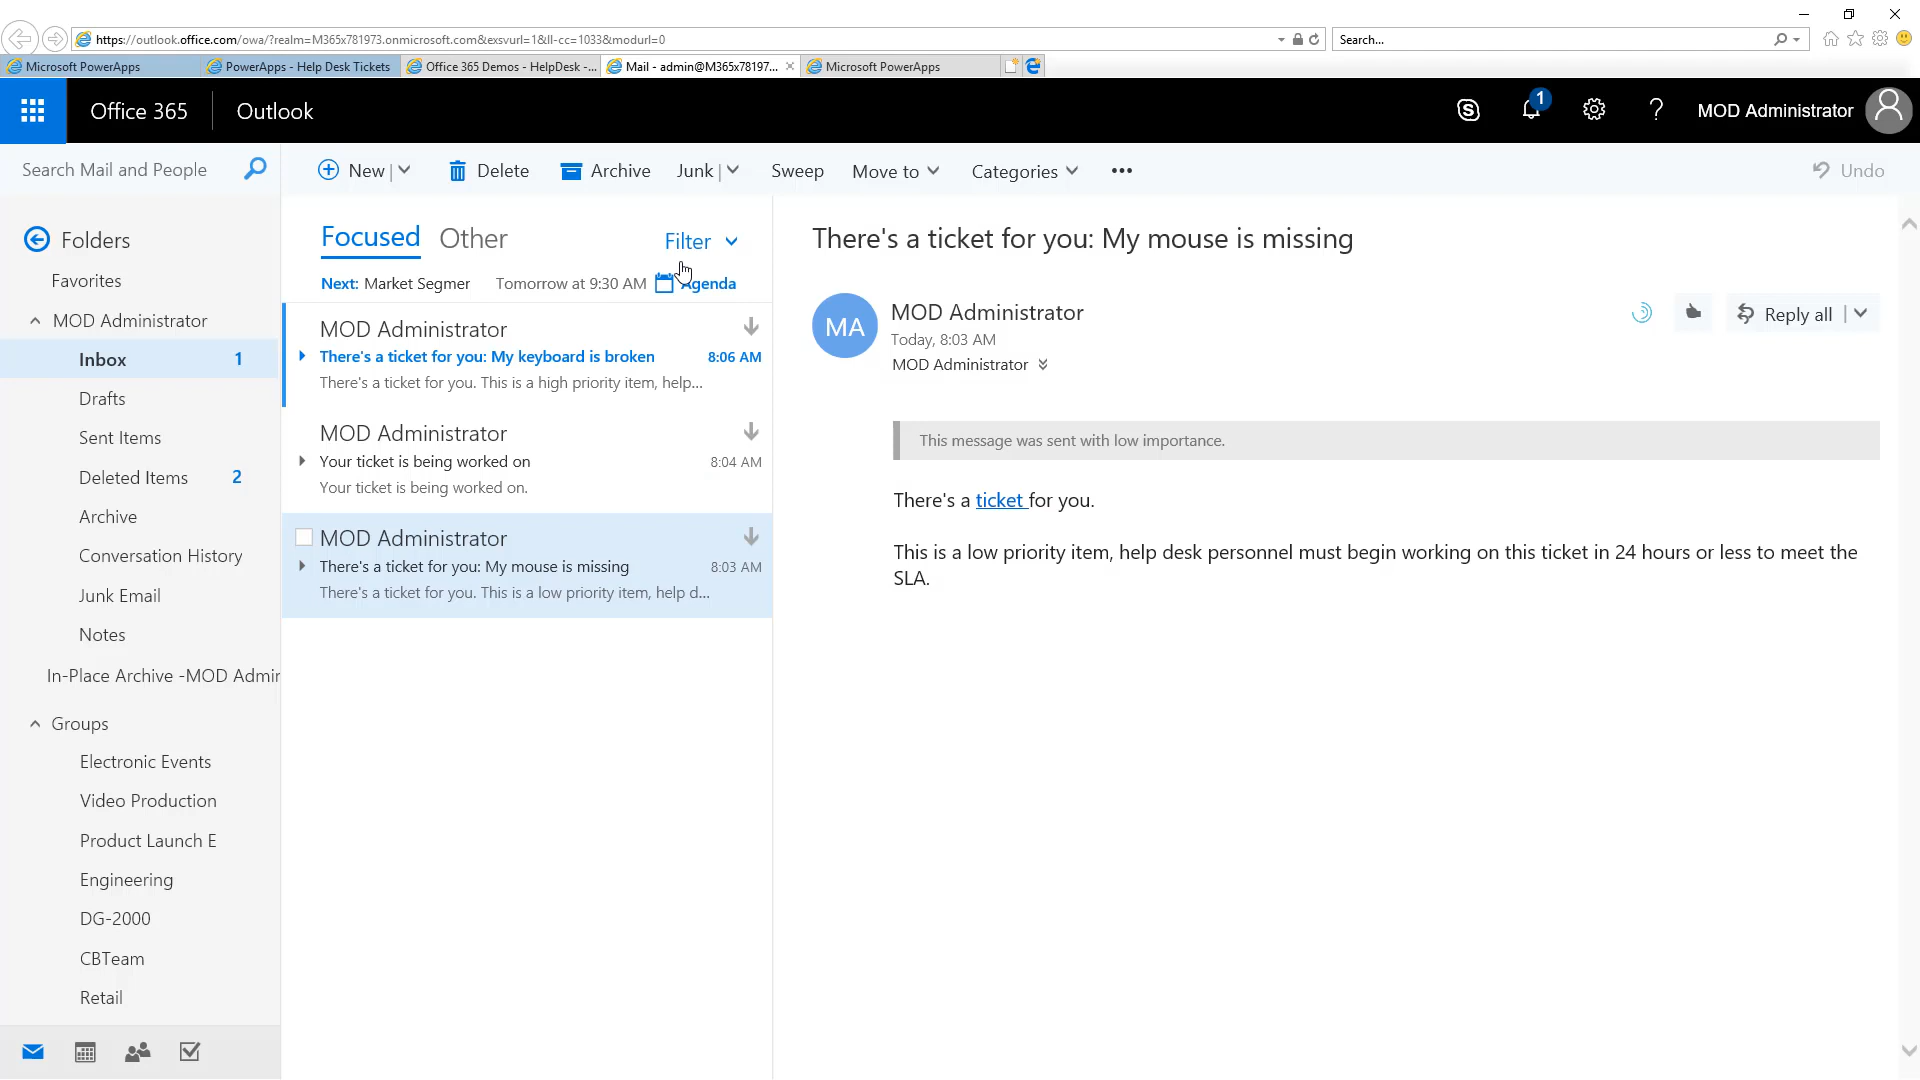 https://outlook.office.com/owa/?realm=M365x781973.onmicrosoft.com&exsvurl=1&ll-cc=1033&modurl=0
Search...
Microsoft PowerApps
PowerApps - Help Desk Tickets
Office 365 Demos - HelpDesk -...
Mail - admin@M365x78197...
Microsoft PowerApps
Office 365
Outlook
1
?
MOD Administrator
Search Mail and People
New
Delete
Archive
Junk
Sweep
Move to
Categories
Undo
Folders
Favorites
MOD Administrator
Inbox 1
Drafts
Sent Items
Deleted Items 2
Archive
Conversation History
Junk Email
Notes
In-Place Archive -MOD Admir
Groups
Electronic Events
Video Production
Product Launch E
Engineering
DG-2000
CBTeam
Retail
Focused Other Filter
Next: Market Segmer Tomorrow at 9:30 AM Agenda
MOD Administrator
There's a ticket for you: My keyboard is broken 8:06 AM
There's a ticket for you. This is a high priority item, help...
MOD Administrator
Your ticket is being worked on 8:04 AM
Your ticket is being worked on.
MOD Administrator
There's a ticket for you: My mouse is missing 8:03 AM
There's a ticket for you. This is a low priority item, help d...
There's a ticket for you: My mouse is missing
MA
MOD Administrator
Today, 8:03 AM
MOD Administrator
Reply all
This message was sent with low importance.
There's a ticket for you.
This is a low priority item, help desk personnel must begin working on this ticket in 24 hours or less to meet the
SLA.